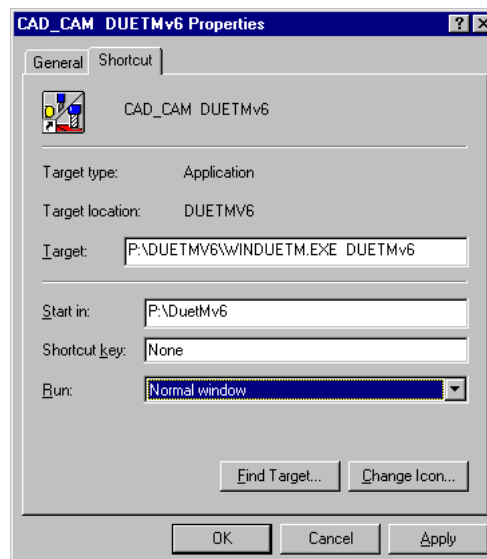 CAD_CAM DUETMv6 Properties
General Shortcut
CAD_CAM DUETMv6
Target type: Application
Target location: DUETMV6
Target: P:\DUETMV6\WINDUETM.EXE DUETMv6
Start in: P:\DuetMv6
Shortcut key: None
Run: Normal window
Find Target... Change Icon...
OK Cancel Apply